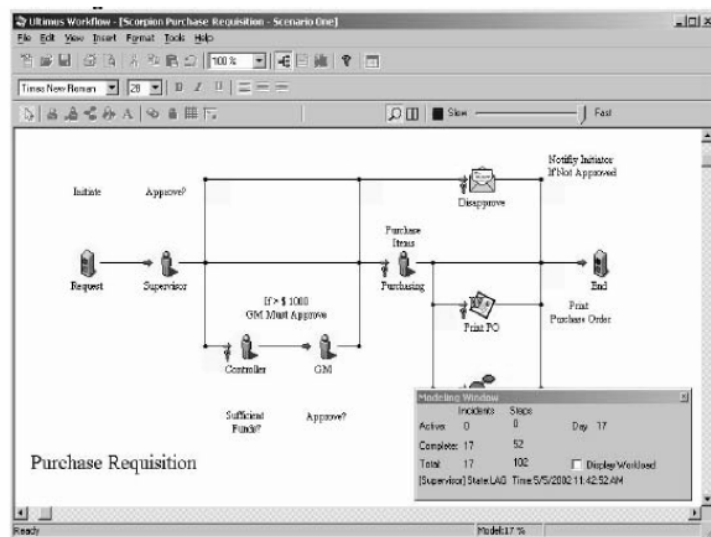 Ultimus Workflow - [Scorpion Purchase Requisition - Scenario One]
File Edit View Insert Format Tools Help
100 %
Times New Roman 28 B I U
A Slow Fast
Notifiy Initiator
If Not Approved
Initiate Approve?
Disapprove
Purchase
Items
Request Supervisor Purchasing End
If > $ 1000
GM Must Approve
Print
Purchase Order
Print PO
Controller GM
Sufficient
Funds?
Approve?
Purchase Requisition
Modeling Window
Incidents Steps
Active: 0 0 Day 17
Complete: 17 52
Total: 17 102 Display Workload
[Supervisor] State:LAG Time:5/5/2002 11:42:52 AM
Ready Model:17 %